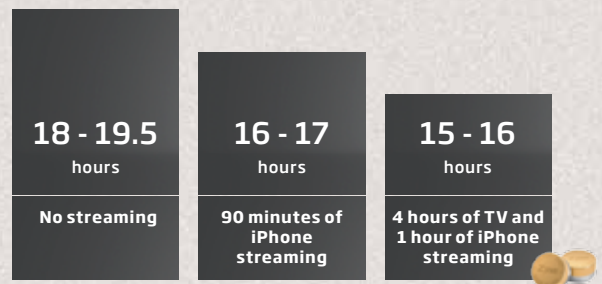 18 - 19.5
hours
No streaming
16 - 17
hours
90 minutes of
iPhone
streaming
15 - 16
hours
4 hours of TV and
1 hour of iPhone
streaming